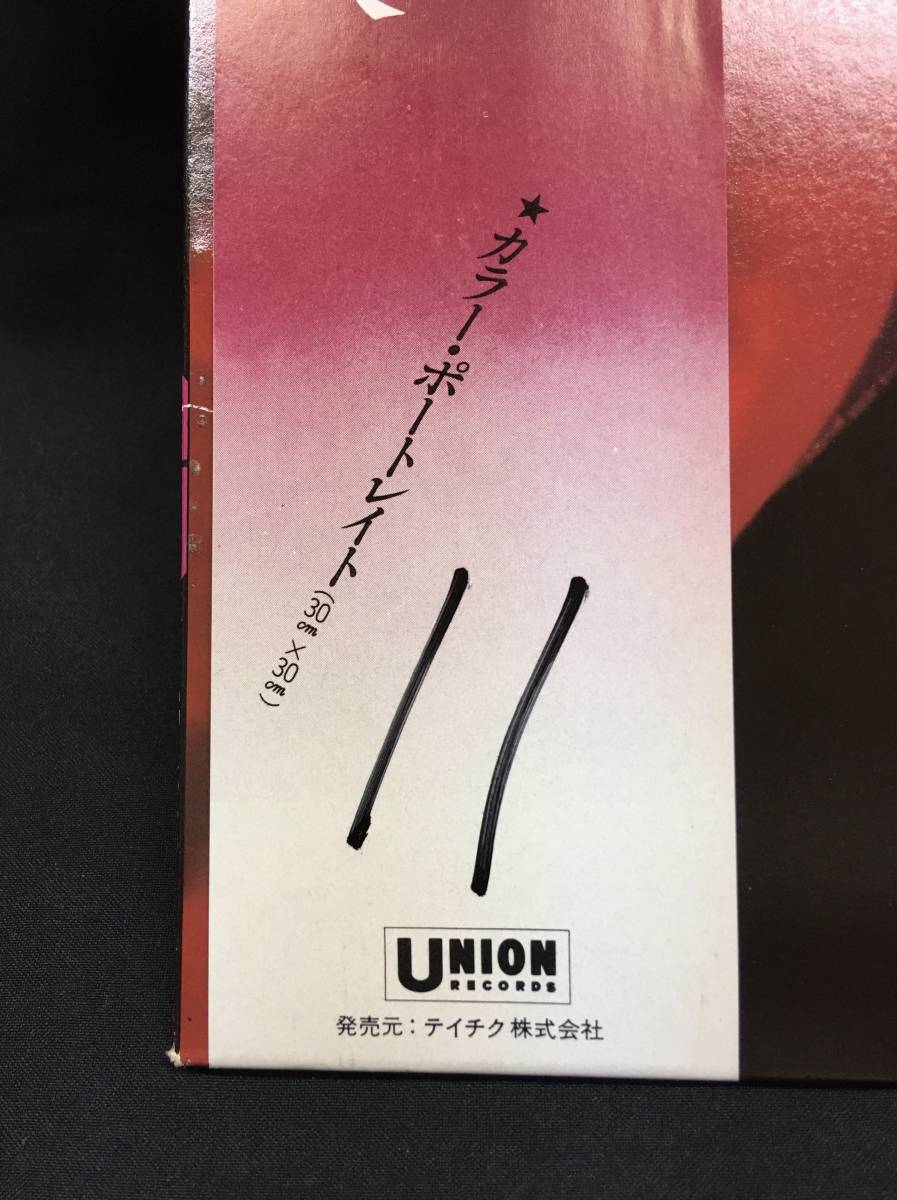 ★カラー・ポートレイト(30㎝×30㎝)
11
UNION
RECORDS
発売元：テイチク株式会社